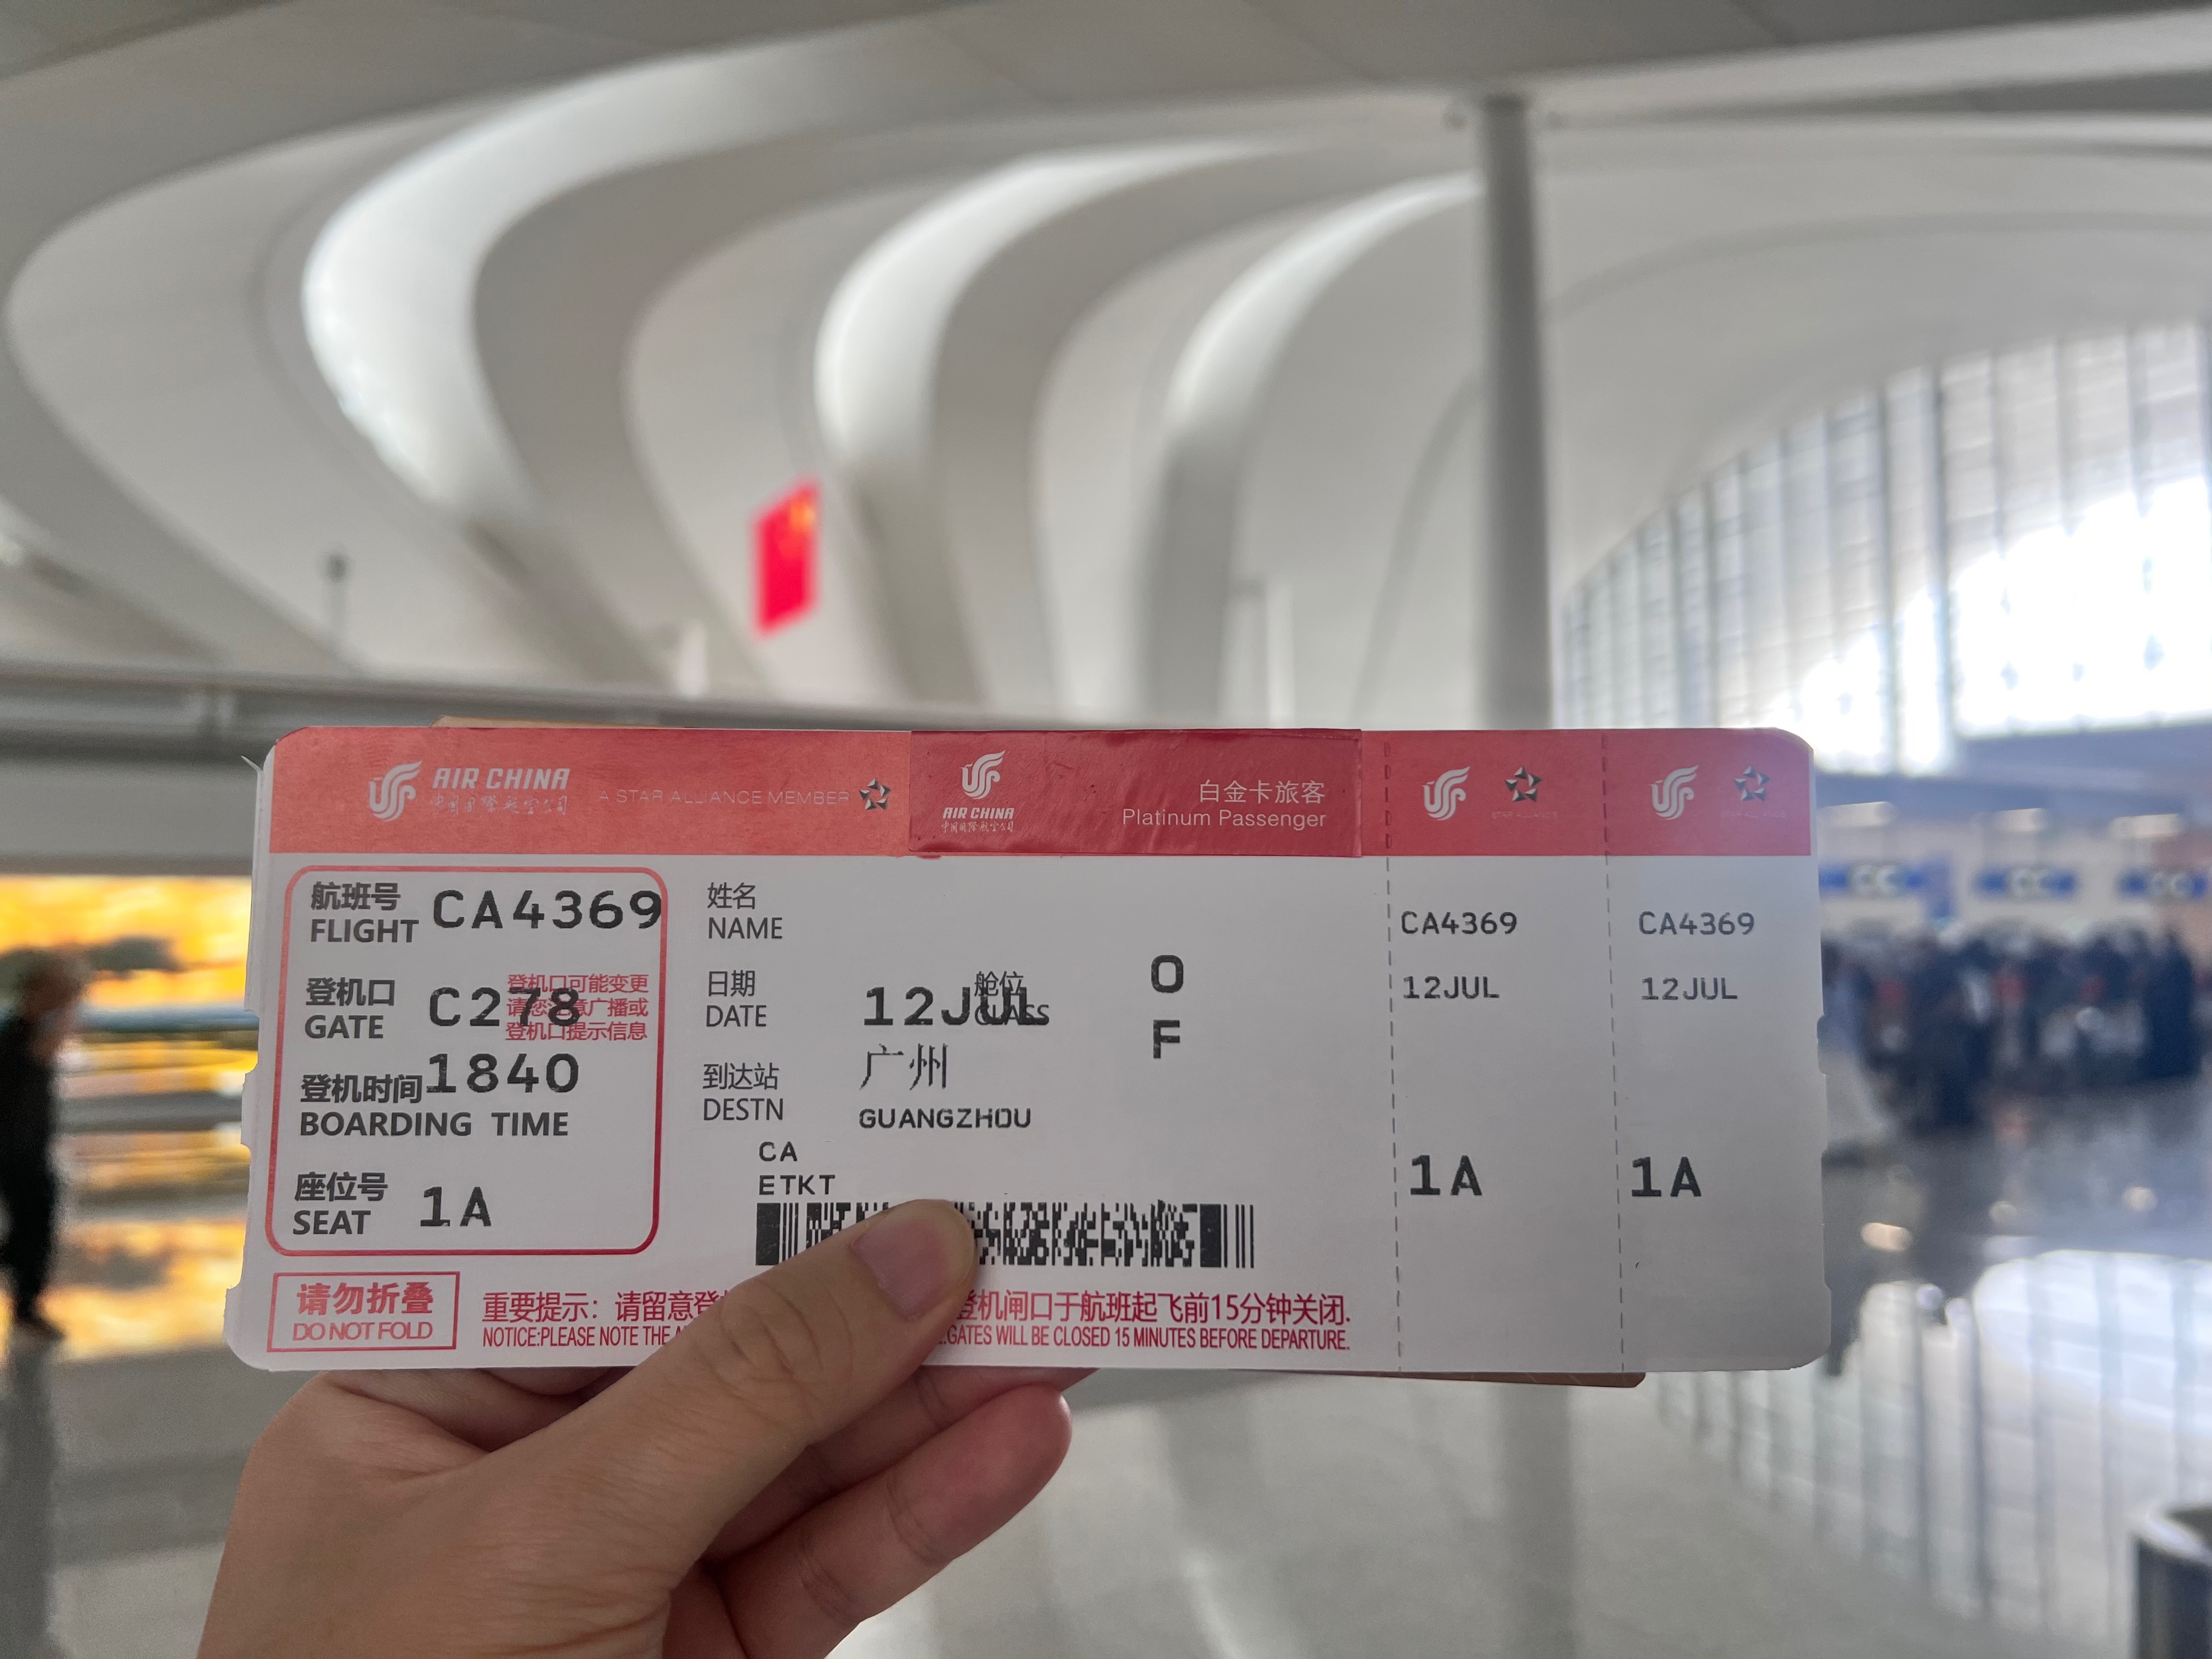 AIR CHINA
中国国际航空公司
A STAR ALLIANCE MEMBER
AIR CHINA
中国国际航空公司
白金卡旅客
Platinum Passenger
航班号
FLIGHT CA4369
登机口
GATE C278
登机口可能变更
请您注意广播或
登机口提示信息
登机时间 1840
BOARDING TIME
座位号
SEAT 1A
请勿折叠
DO NOT FOLD
姓名
NAME
日期
DATE 12JUL
舱位
CLASS
O
F
到达站 广州
DESTN GUANGZHOU
CA
ETKT
重要提示：请留意登 机闸口于航班起飞前15分钟关闭.
NOTICE:PLEASE NOTE THE GATES WILL BE CLOSED 15 MINUTES BEFORE DEPARTURE.
STAR ALLIANCE
CA4369
12JUL
1A
CA4369
12JUL
1A